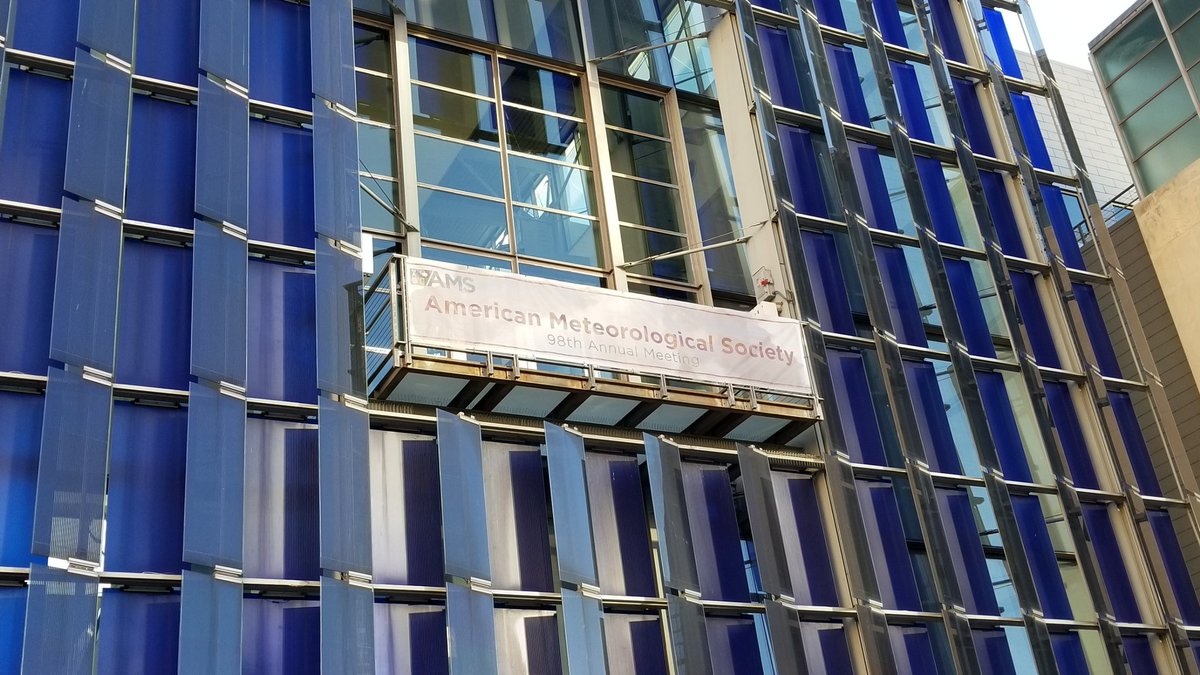 AMS
American Meteorological Society
98th Annual Meeting